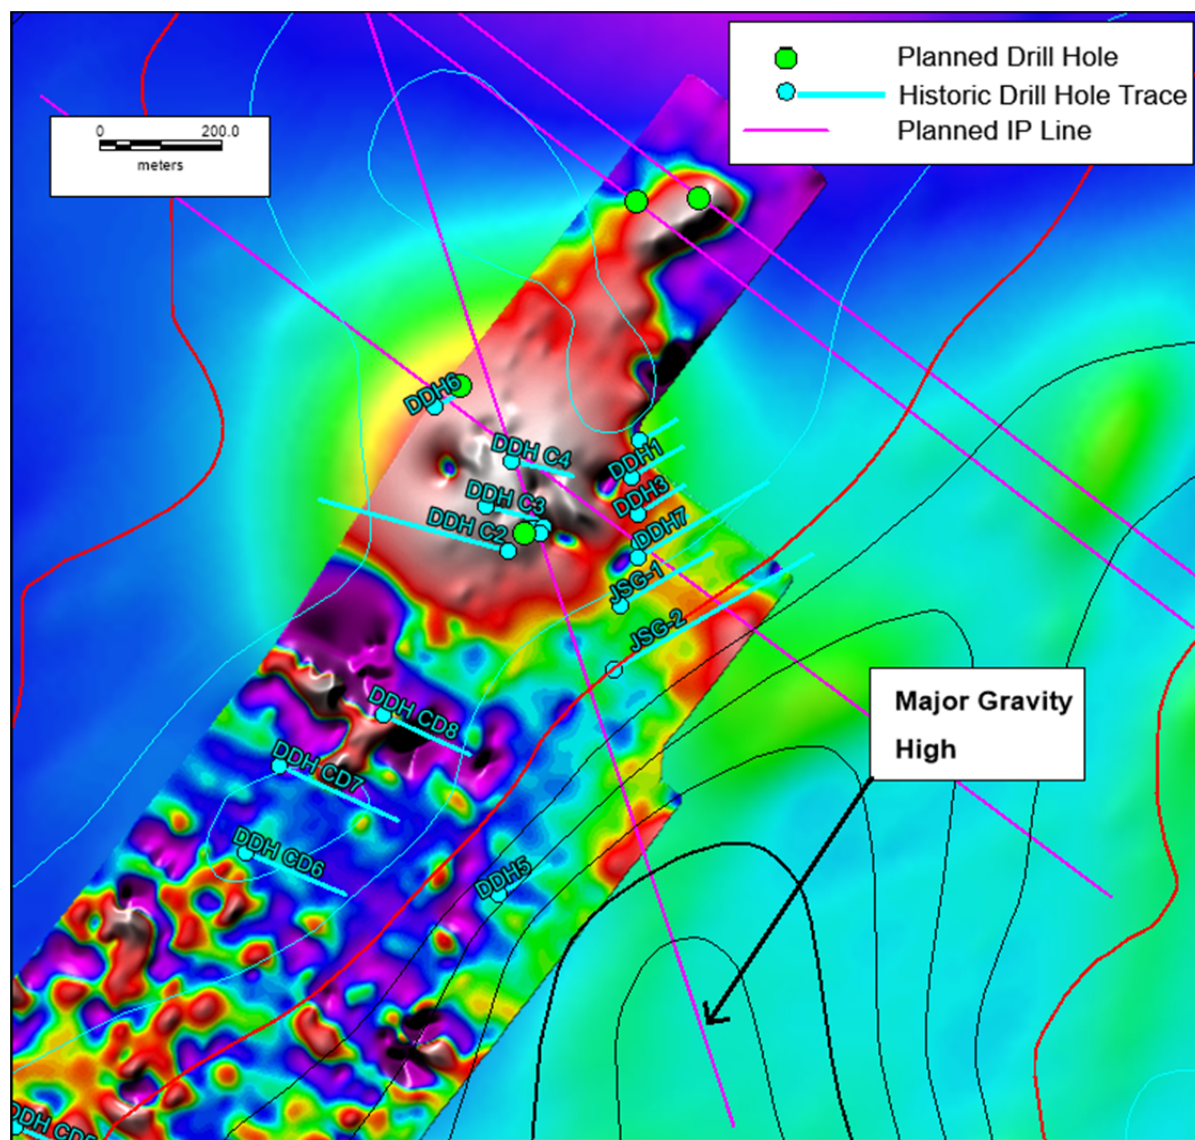 Planned Drill Hole
Historic Drill Hole Trace
Planned IP Line
0 200.0
meters
DDH6
DDH C4
DDH1
DDH C3
DDH3
DDH C2
DDH7
JSG-1
JSG-2
Major Gravity
High
DDH CD8
DDH CD7
DDH CD6
DDH5